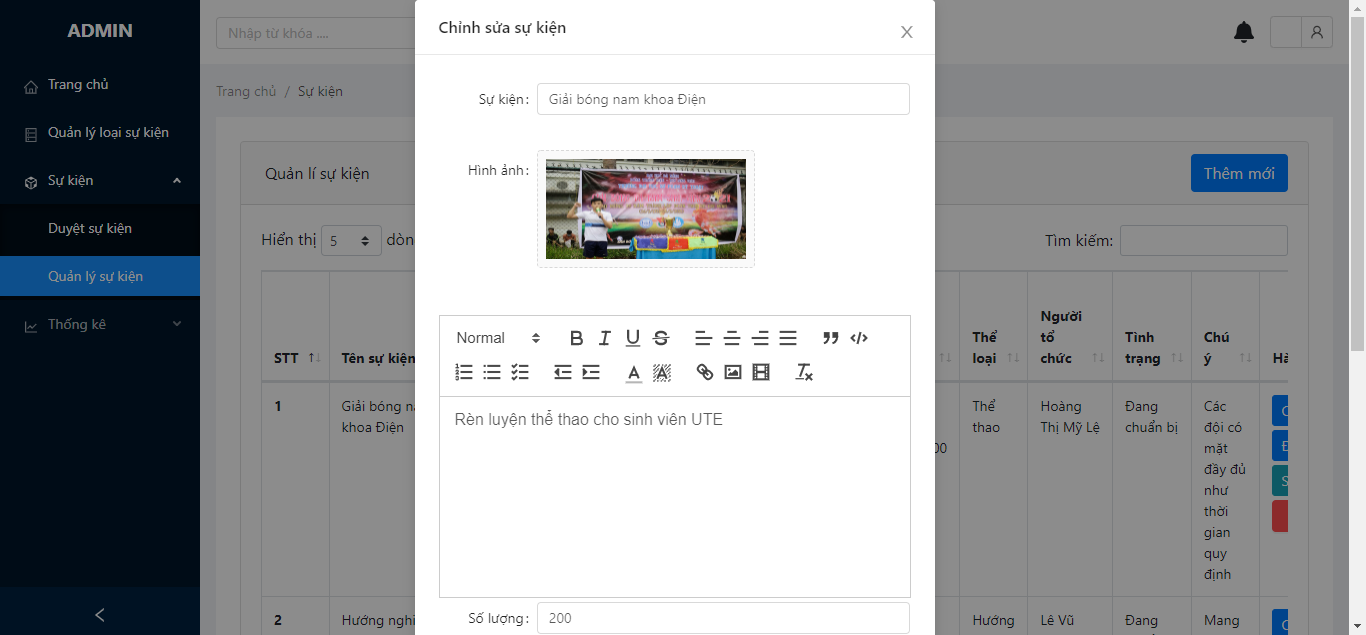 ADMIN
Trang chủ
Quản lý loại sự kiện
Sự kiện
Duyệt sự kiện
Quản lý sự kiện
Thống kê
Nhập từ khóa ....
Trang chủ / Sự kiện
Quản lí sự kiện
Thêm mới
Hiển thị 5 dòn
Tìm kiếm:
STT
Tên sự kiện
Thể
loại
Người
tổ
chức
Tình
trạng
Chú
ý
Hà
1
Giải bóng na
khoa Điện
00
Thể
thao
Hoàng
Thị Mỹ Lệ
Đang
chuẩn bị
Các
đội có
mặt
đầy đủ
như
thời
gian
quy
định
2
Hướng nghi
Hướng
Lê Vũ
Đang
Mang
Chỉnh sửa sự kiện
Sự kiện: Giải bóng nam khoa Điện
Hình ảnh:
Normal
Rèn luyện thể thao cho sinh viên UTE
Số lượng: 200